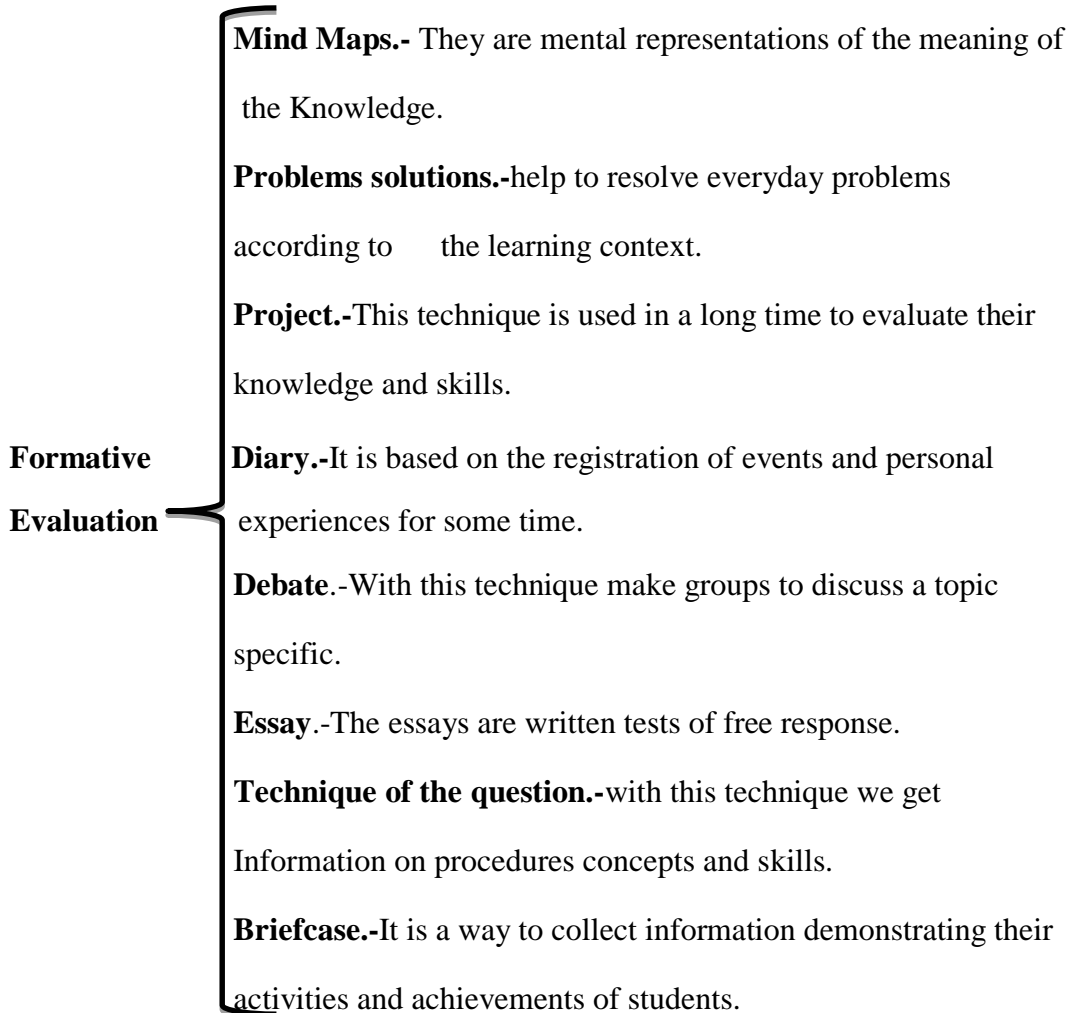 Mind Maps.- They are mental representations of the meaning of
the Knowledge.
Problems solutions.-help to resolve everyday problems
according to the learning context.
Project.-This technique is used in a long time to evaluate their
knowledge and skills.
Formative Diary.-It is based on the registration of events and personal
Evaluation experiences for some time.
Debate.-With this technique make groups to discuss a topic
specific.
Essay.-The essays are written tests of free response.
Technique of the question.-with this technique we get
Information on procedures concepts and skills.
Briefcase.-It is a way to collect information demonstrating their
activities and achievements of students.